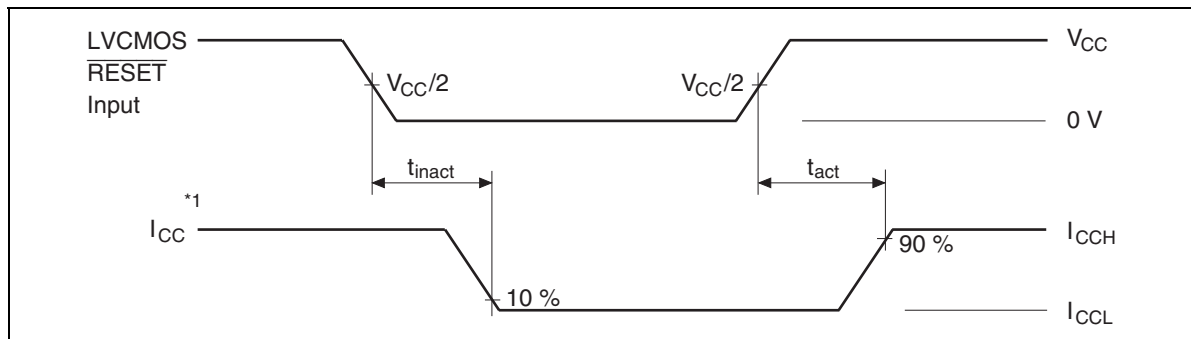 LVCMOS
RESET
Input
VCC/2
VCC/2
VCC
0 V
tinact
tact
*1
ICC
10 %
90 %
ICCH
ICCL